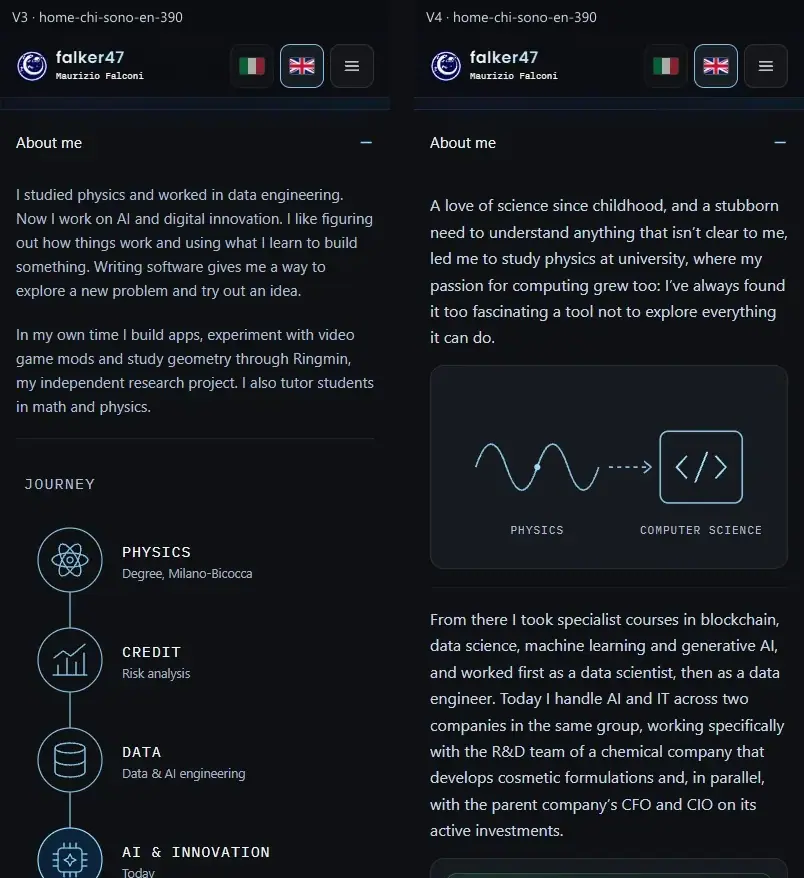 V3 · home-chi-sono-en-390
falker47
Maurizio Falconi
About me
I studied physics and worked in data engineering.
Now I work on AI and digital innovation. I like figuring
out how things work and using what I learn to build
something. Writing software gives me a way to
explore a new problem and try out an idea.
In my own time I build apps, experiment with video
game mods and study geometry through Ringmin,
my independent research project. I also tutor students
in math and physics.
JOURNEY
PHYSICS
Degree, Milano-Bicocca
CREDIT
Risk analysis
DATA
Data & AI engineering
AI & INNOVATION
Today
V4 · home-chi-sono-en-390
falker47
Maurizio Falconi
About me
A love of science since childhood, and a stubborn
need to understand anything that isn’t clear to me,
led me to study physics at university, where my
passion for computing grew too: I’ve always found
it too fascinating a tool not to explore everything
it can do.
</>
PHYSICS
COMPUTER SCIENCE
From there I took specialist courses in blockchain,
data science, machine learning and generative AI,
and worked first as a data scientist, then as a data
engineer. Today I handle AI and IT across two
companies in the same group, working specifically
with the R&D team of a chemical company that
develops cosmetic formulations and, in parallel,
with the parent company’s CFO and CIO on its
active investments.